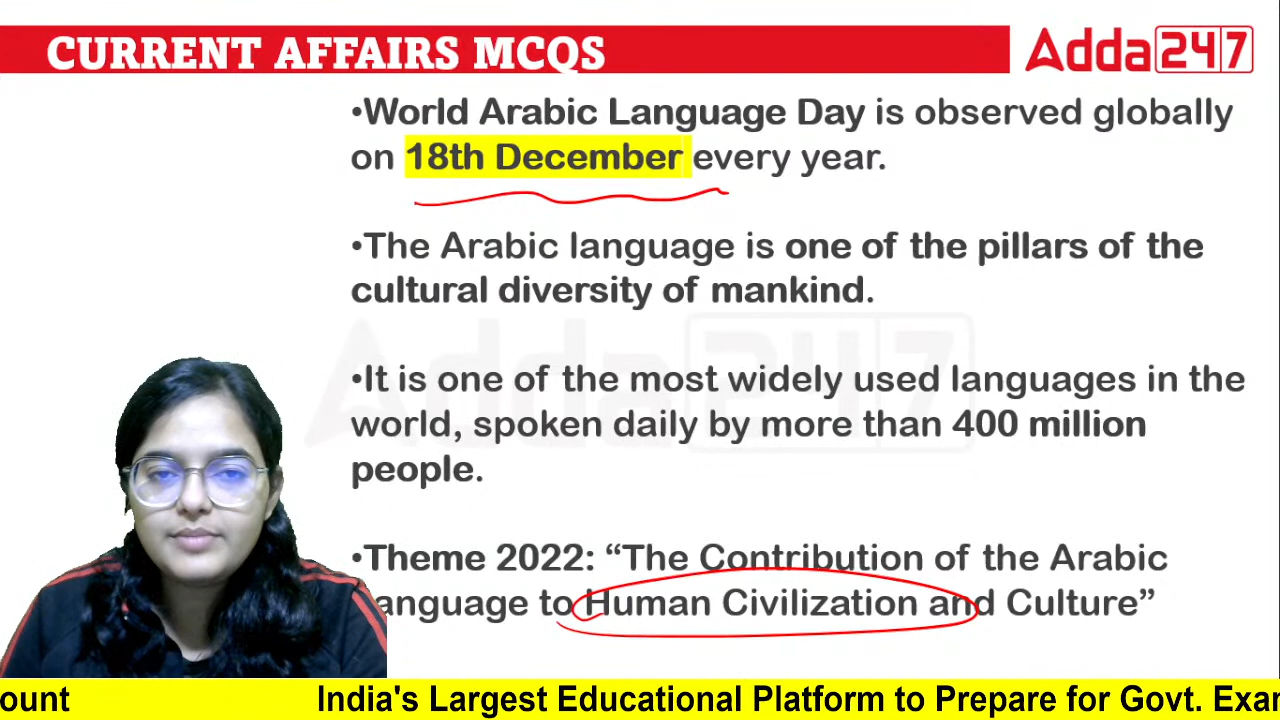 CURRENT AFFAIRS MCQS
Adda247
•World Arabic Language Day is observed globally
on 18th December every year.
•The Arabic language is one of the pillars of the
cultural diversity of mankind.
•It is one of the most widely used languages in the
world, spoken daily by more than 400 million
people.
•Theme 2022: “The Contribution of the Arabic
anguage to Human Civilization and Culture”
ount India's Largest Educational Platform to Prepare for Govt. Exa